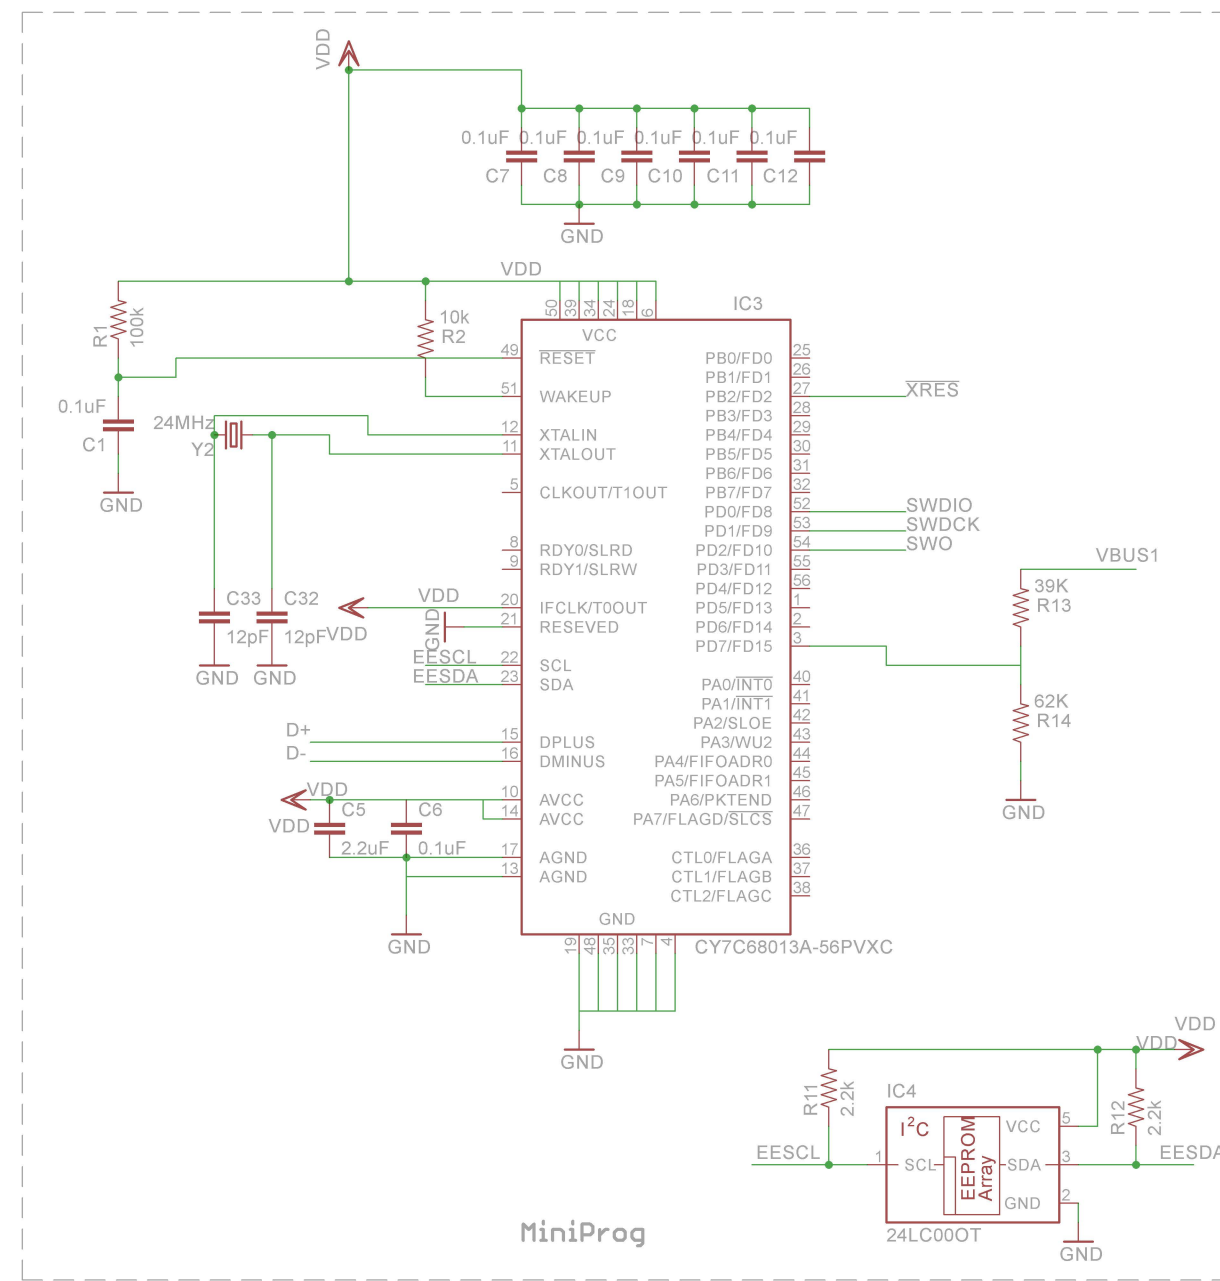 VDD
0.1uF 0.1uF 0.1uF 0.1uF 0.1uF 0.1uF
C7 C8 C9 C10 C11 C12
GND
VDD
R1
100k
10k
R2
0.1uF
C1
GND
24MHz
Y2
C33
12pF
GND
C32
12pF
GND
IC3
50 39 34 24 18 6
VCC
49 RESET
51 WAKEUP
12 XTALIN
11 XTALOUT
5 CLKOUT/T1OUT
8 RDY0/SLRD
9 RDY1/SLRW
VDD
VDD
20 IFCLK/T0OUT
GND
21 RESEVED
EESCL 22 SCL
EESDA 23 SDA
D+ 15 DPLUS
D- 16 DMINUS
VDD
VDD
10 AVCC
14 AVCC
C5
2.2uF
C6
0.1uF
17 AGND
13 AGND
GND
PB0/FD0 25
PB1/FD1 26
PB2/FD2 27 XRES
PB3/FD3 28
PB4/FD4 29
PB5/FD5 30
PB6/FD6 31
PB7/FD7 32
PD0/FD8 52 SWDIO
PD1/FD9 53 SWDCK
PD2/FD10 54 SWO
PD3/FD11 55
PD4/FD12 56
PD5/FD13 1
PD6/FD14 2
PD7/FD15 3
PA0/INT0 40
PA1/INT1 41
PA2/SLOE 42
PA3/WU2 43
PA4/FIFOADR0 44
PA5/FIFOADR1 45
PA6/PKTEND 46
PA7/FLAGD/SLCS 47
CTL0/FLAGA 36
CTL1/FLAGB 37
CTL2/FLAGC 38
GND
19 48 35 33 7 4
CY7C68013A-56PVXC
GND
VBUS1
39K
R13
62K
R14
GND
VDD
VDD
R11
2.2k
R12
2.2k
IC4
I²C
EEPROM
Array
VCC 5
EESCL 1 SCL
SDA 3 EESDA
GND 2
24LC00OT
GND
MiniProg